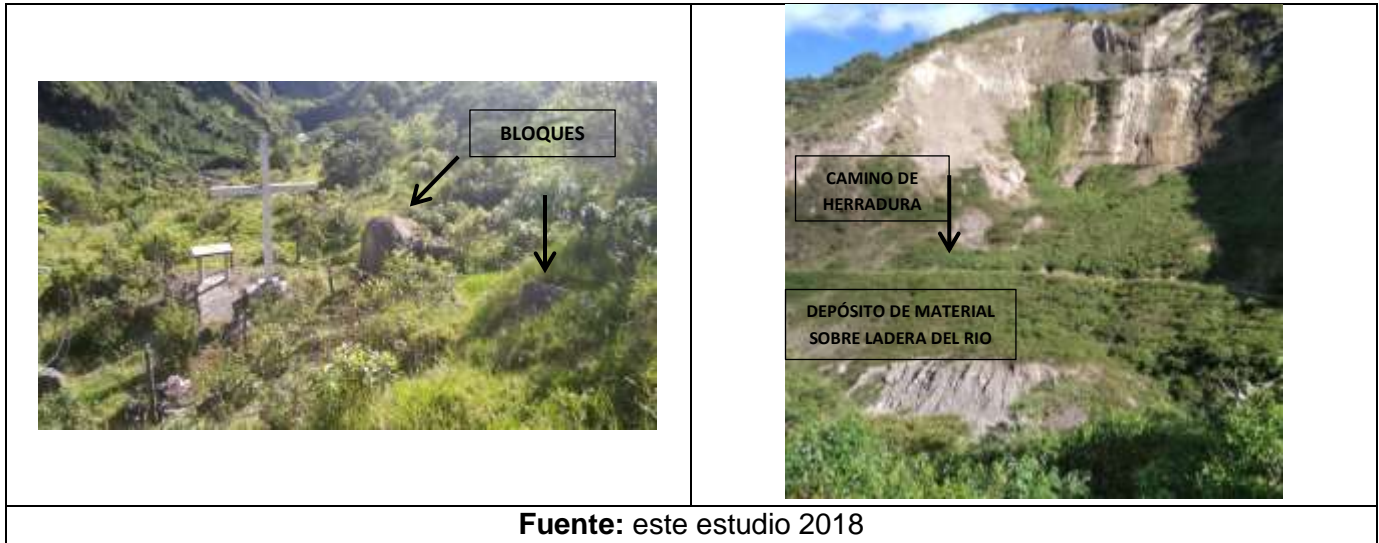 BLOQUES
CAMINO DE
HERRADURA
DEPÓSITO DE MATERIAL
SOBRE LADERA DEL RIO
Fuente: este estudio 2018